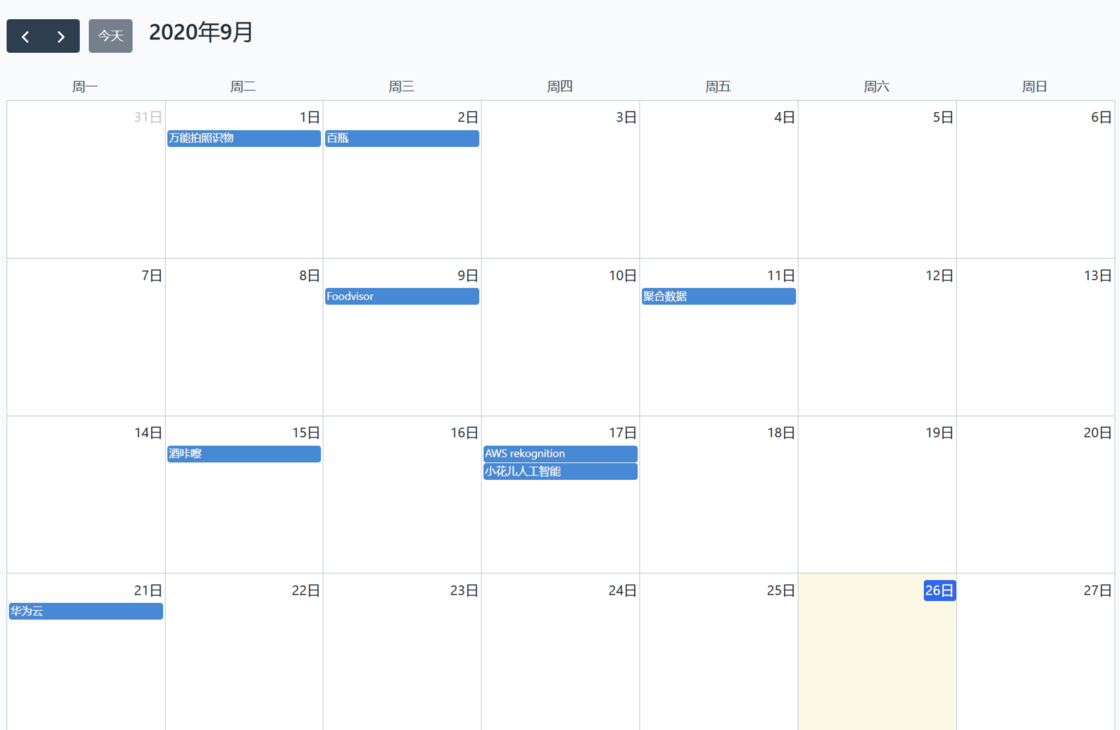 今天
2020年9月
周一 周二 周三 周四 周五 周六 周日
31日 1日 2日 3日 4日 5日 6日
万能拍照识物 百瓶
7日 8日 9日 10日 11日 12日 13日
Foodvisor 聚合数据
14日 15日 16日 17日 18日 19日 20日
酒咔嚓 AWS rekognition
小花儿人工智能
21日 22日 23日 24日 25日 26日 27日
华为云